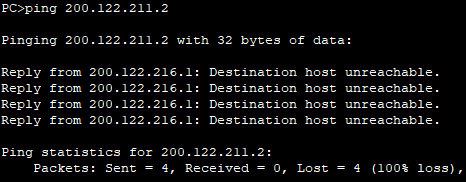 PC>ping 200.122.211.2
Pinging 200.122.211.2 with 32 bytes of data:
Reply from 200.122.216.1: Destination host unreachable.
Reply from 200.122.216.1: Destination host unreachable.
Reply from 200.122.216.1: Destination host unreachable.
Reply from 200.122.216.1: Destination host unreachable.
Ping statistics for 200.122.211.2:
Packets: Sent = 4, Received = 0, Lost = 4 (100% loss),